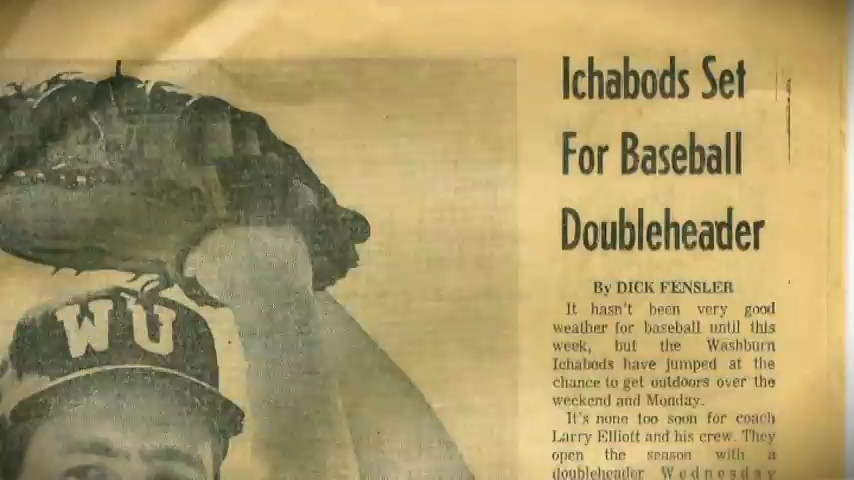 Ichabods Set
For Baseball
Doubleheader
By DICK FENSLER
It hasn't been very good
weather for baseball until this
week, but the Washburn
Ichabods have jumped at the
chance to get outdoors over the
weekend and Monday.
It's none too soon for coach
Larry Elliott and his crew. They
open the season with a
doubleheader Wednesday
WU